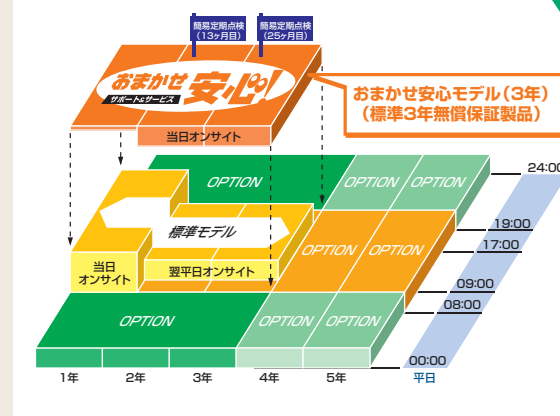 簡易定期点検
(13ヶ月目)
簡易定期点検
(25ヶ月目)
おまかせ
サポート&サービス
安心!
おまかせ安心モデル(3年)
(標準3年無償保証製品)
当日オンサイト
OPTION
OPTION
OPTION
24:00
標準モデル
19:00
17:00
OPTION
OPTION
当日
オンサイト
翌平日オンサイト
09:00
08:00
OPTION
OPTION
OPTION
00:00
1年
2年
3年
4年
5年
平日